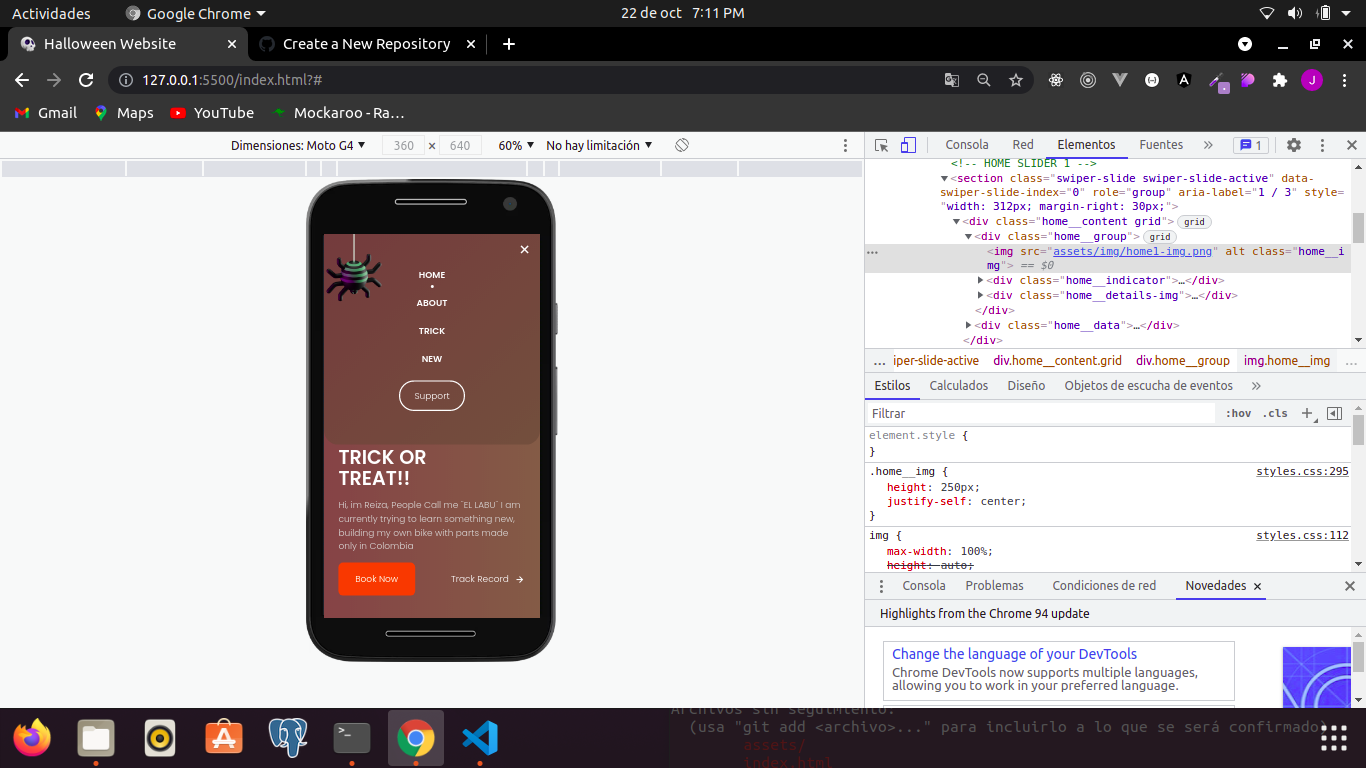 Actividades
Google Chrome
22 de oct 7:11 PM
Halloween Website
Create a New Repository
127.0.0.1:5500/index.html?#
J
Gmail
Maps
YouTube
Mockaroo - Ra…
Dimensiones: Moto G4
360 × 640
60%
No hay limitación
HOME
ABOUT
TRICK
NEW
Support
TRICK OR
TREAT!!
Hi, im Reiza, People Call me ¨EL LABU¨ I am
currently trying to learn something new,
building my own bike with parts made
only in Colombia
Book Now
Track Record →
Consola
Red
Elementos
Fuentes
»
1
<!-- HOME SLIDER 1 -->
<section class="swiper-slide swiper-slide-active" data-
swiper-slide-index="0" role="group" aria-label="1 / 3" style=
"width: 312px; margin-right: 30px;">
<div class="home__content grid"> grid
<div class="home__group"> grid
<img src="assets/img/home1-img.png" alt class="home__i
mg"> == $0
<div class="home__indicator">…</div>
<div class="home__details-img">…</div>
</div>
<div class="home__data">…</div>
</div>
… iper-slide-active div.home__content.grid div.home__group img.home__img …
Estilos
Calculados
Diseño
Objetos de escucha de eventos
»
Filtrar
:hov .cls +
element.style {
}
.home__img { styles.css:295
height: 250px;
justify-self: center;
}
img { styles.css:112
max-width: 100%;
height: auto;
Consola
Problemas
Condiciones de red
Novedades
Highlights from the Chrome 94 update
Change the language of your DevTools
Chrome DevTools now supports multiple languages,
allowing you to work in your preferred language.
Archivos sin seguimiento:
(usa "git add <archivo>..." para incluirlo a lo que se será confirmado)
assets/
index.html